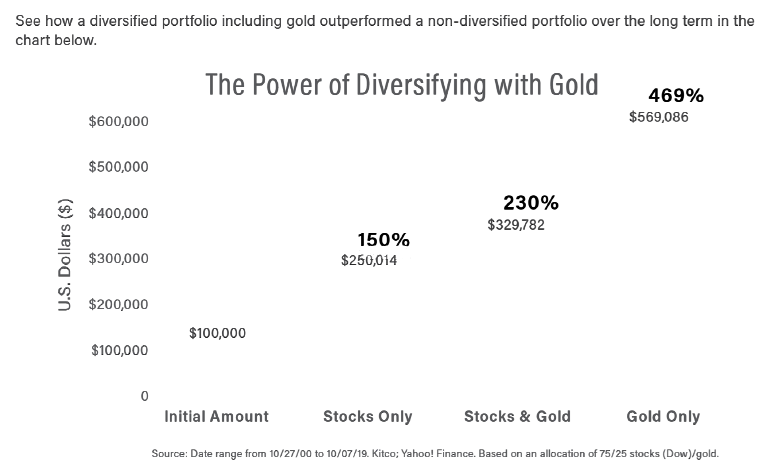 See how a diversified portfolio including gold outperformed a non-diversified portfolio over the long term in the
chart below.
The Power of Diversifying with Gold
469%
$569,086
230%
$329,782
150%
$250,014
$100,000
U.S. Dollars ($)
$600,000
$500,000
$400,000
$300,000
$200,000
$100,000
0
Initial Amount
Stocks Only
Stocks & Gold
Gold Only
Source: Date range from 10/27/00 to 10/07/19. Kitco; Yahoo! Finance. Based on an allocation of 75/25 stocks (Dow)/gold.